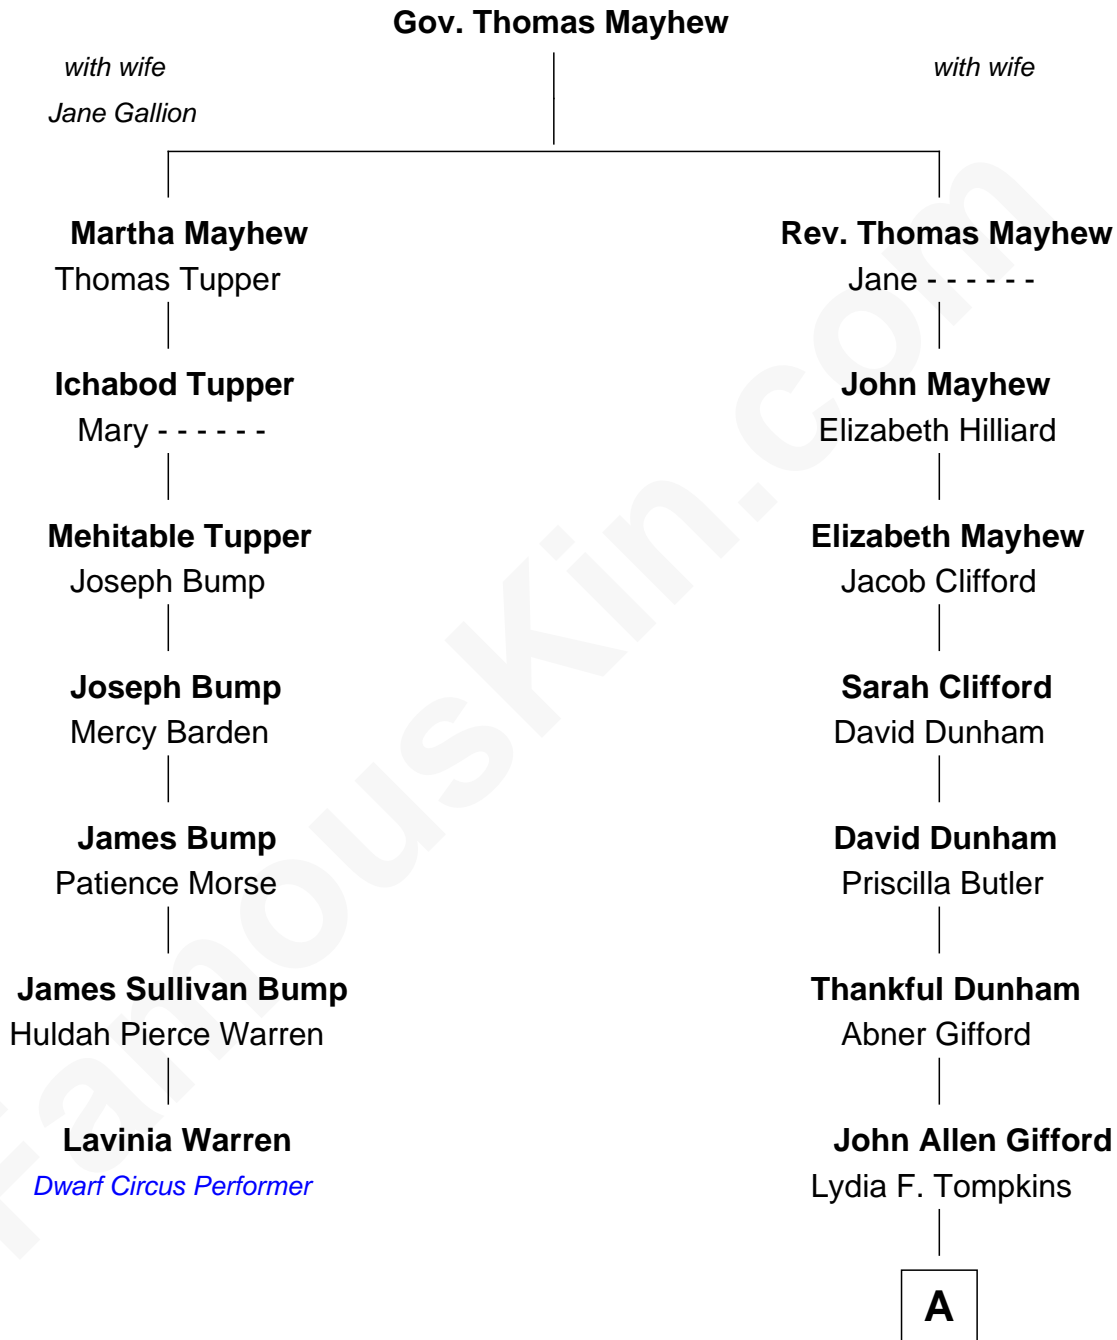 Gov. Thomas Mayhew
with wife
Jane Gallion
with wife
Martha Mayhew
Thomas Tupper
Rev. Thomas Mayhew
Jane - - - - - -
Ichabod Tupper
Mary - - - - - -
John Mayhew
Elizabeth Hilliard
Mehitable Tupper
Joseph Bump
Elizabeth Mayhew
Jacob Clifford
Joseph Bump
Mercy Barden
Sarah Clifford
David Dunham
James Bump
Patience Morse
David Dunham
Priscilla Butler
James Sullivan Bump
Huldah Pierce Warren
Thankful Dunham
Abner Gifford
Lavinia Warren
Dwarf Circus Performer
John Allen Gifford
Lydia F. Tompkins
A
FamousKin.com